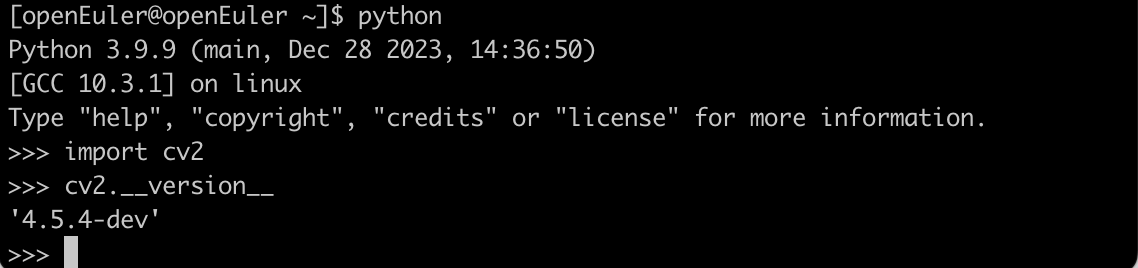 [openEuler@openEuler ~]$ python
Python 3.9.9 (main, Dec 28 2023, 14:36:50)
[GCC 10.3.1] on linux
Type "help", "copyright", "credits" or "license" for more information.
>>> import cv2
>>> cv2.__version__
'4.5.4-dev'
>>>